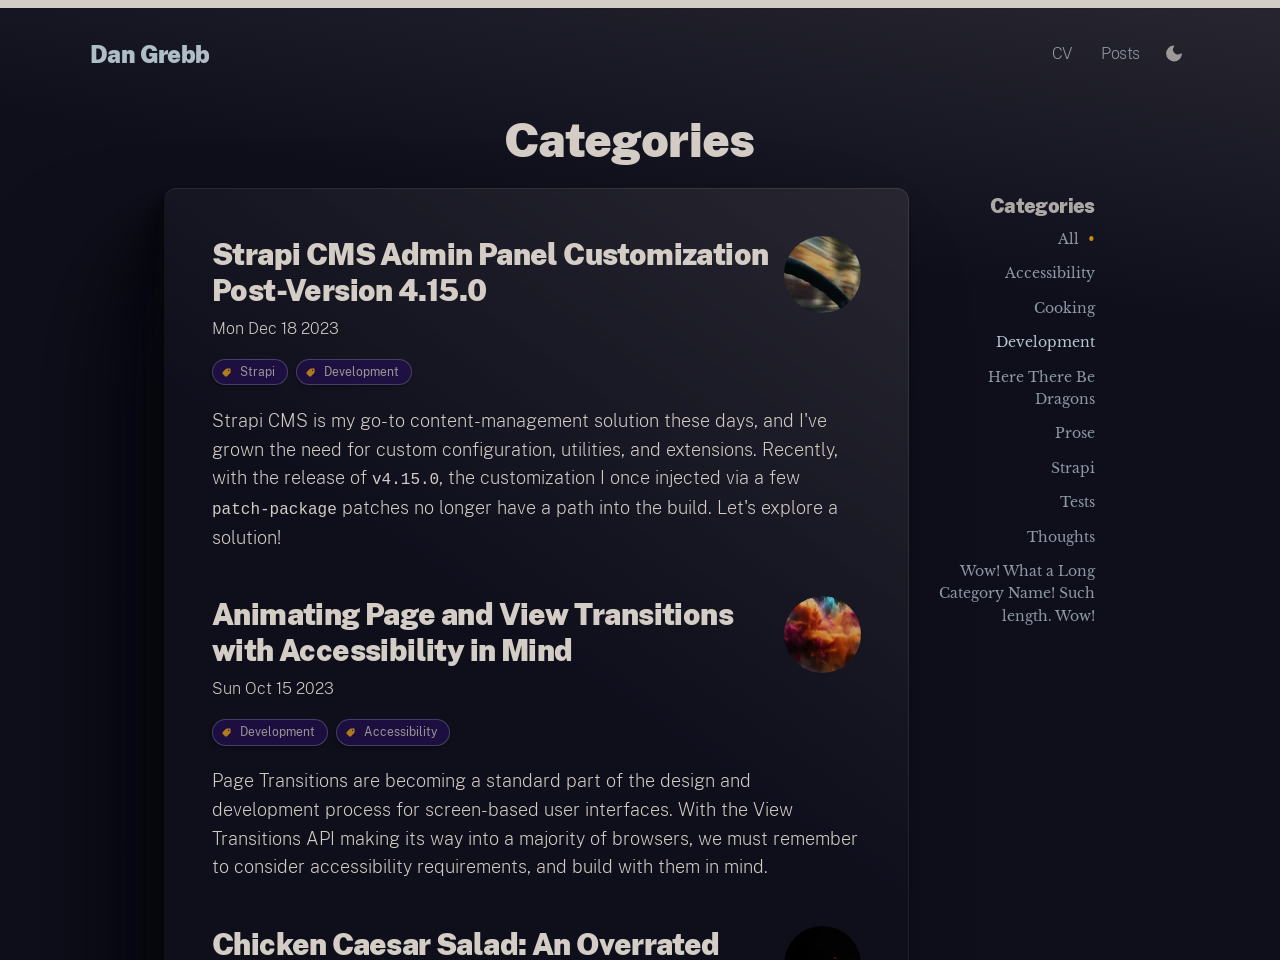 Dan Grebb
CV
Posts
Categories
Strapi CMS Admin Panel Customization
Post-Version 4.15.0
Mon Dec 18 2023
Strapi
Development
Strapi CMS is my go-to content-management solution these days, and I've
grown the need for custom configuration, utilities, and extensions. Recently,
with the release of v4.15.0, the customization I once injected via a few
patch-package patches no longer have a path into the build. Let's explore a
solution!
Animating Page and View Transitions
with Accessibility in Mind
Sun Oct 15 2023
Development
Accessibility
Page Transitions are becoming a standard part of the design and
development process for screen-based user interfaces. With the View
Transitions API making its way into a majority of browsers, we must remember
to consider accessibility requirements, and build with them in mind.
Chicken Caesar Salad: An Overrated
Categories
All
Accessibility
Cooking
Development
Here There Be
Dragons
Prose
Strapi
Tests
Thoughts
Wow! What a Long
Category Name! Such
length. Wow!